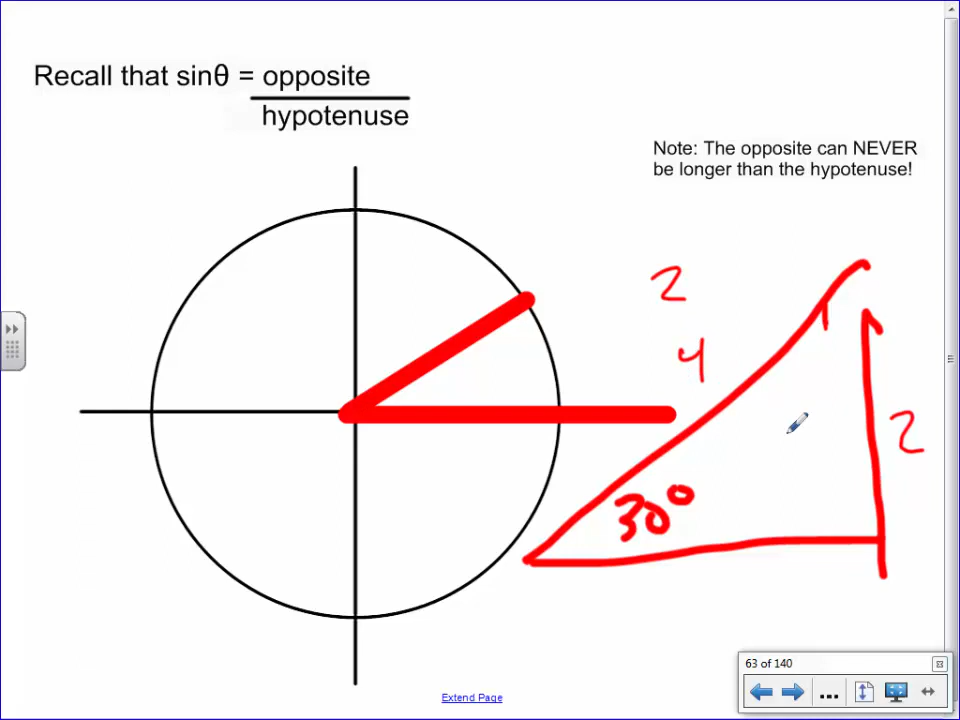 Recall that sinθ = opposite
hypotenuse
Note: The opposite can NEVER
be longer than the hypotenuse!
2
4
2
30°
63 of 140
Extend Page